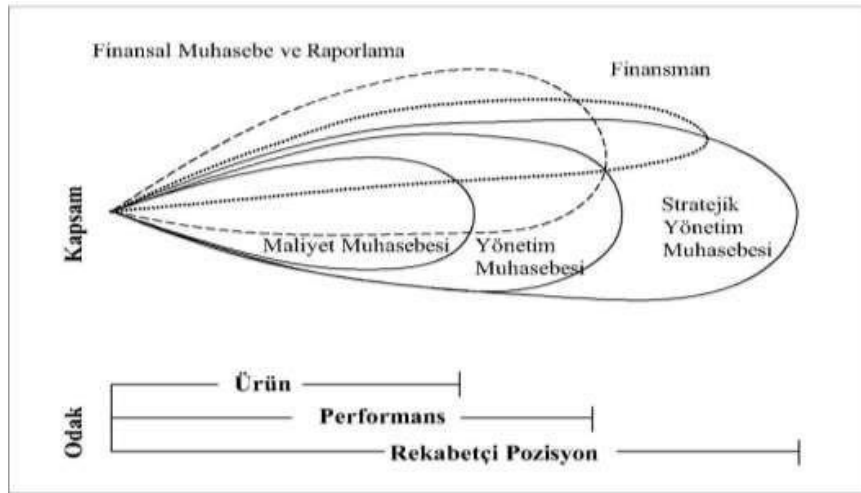 Finansal Muhasebe ve Raporlama
Finansman
Kapsam
Maliyet Muhasebesi
Yönetim
Muhasebesi
Stratejik
Yönetim
Muhasebesi
Odak
Ürün
Performans
Rekabetçi Pozisyon